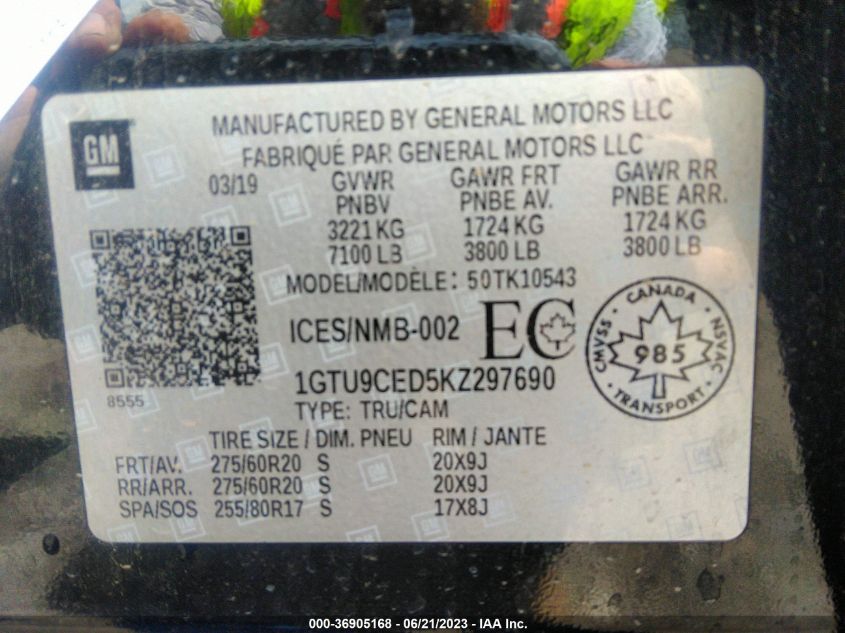 GM
MANUFACTURED BY GENERAL MOTORS LLC
FABRIQUÉ PAR GENERAL MOTORS LLC
03/19 GVWR GAWR FRT GAWR RR
PNBV PNBE AV. PNBE ARR.
3221 KG 1724 KG 1724 KG
7100 LB 3800 LB 3800 LB
MODEL/MODÈLE: 50TK10543
ICES/NMB-002 EC
CANADA
CMVSS 985 NSVAC
TRANSPORT
1GTU9CED5KZ297690
8555
TYPE: TRU/CAM
TIRE SIZE / DIM. PNEU RIM / JANTE
FRT/AV. 275/60R20 S 20X9J
RR/ARR. 275/60R20 S 20X9J
SPA/SOS 255/80R17 S 17X8J
000-36905168 - 06/21/2023 - IAA Inc.